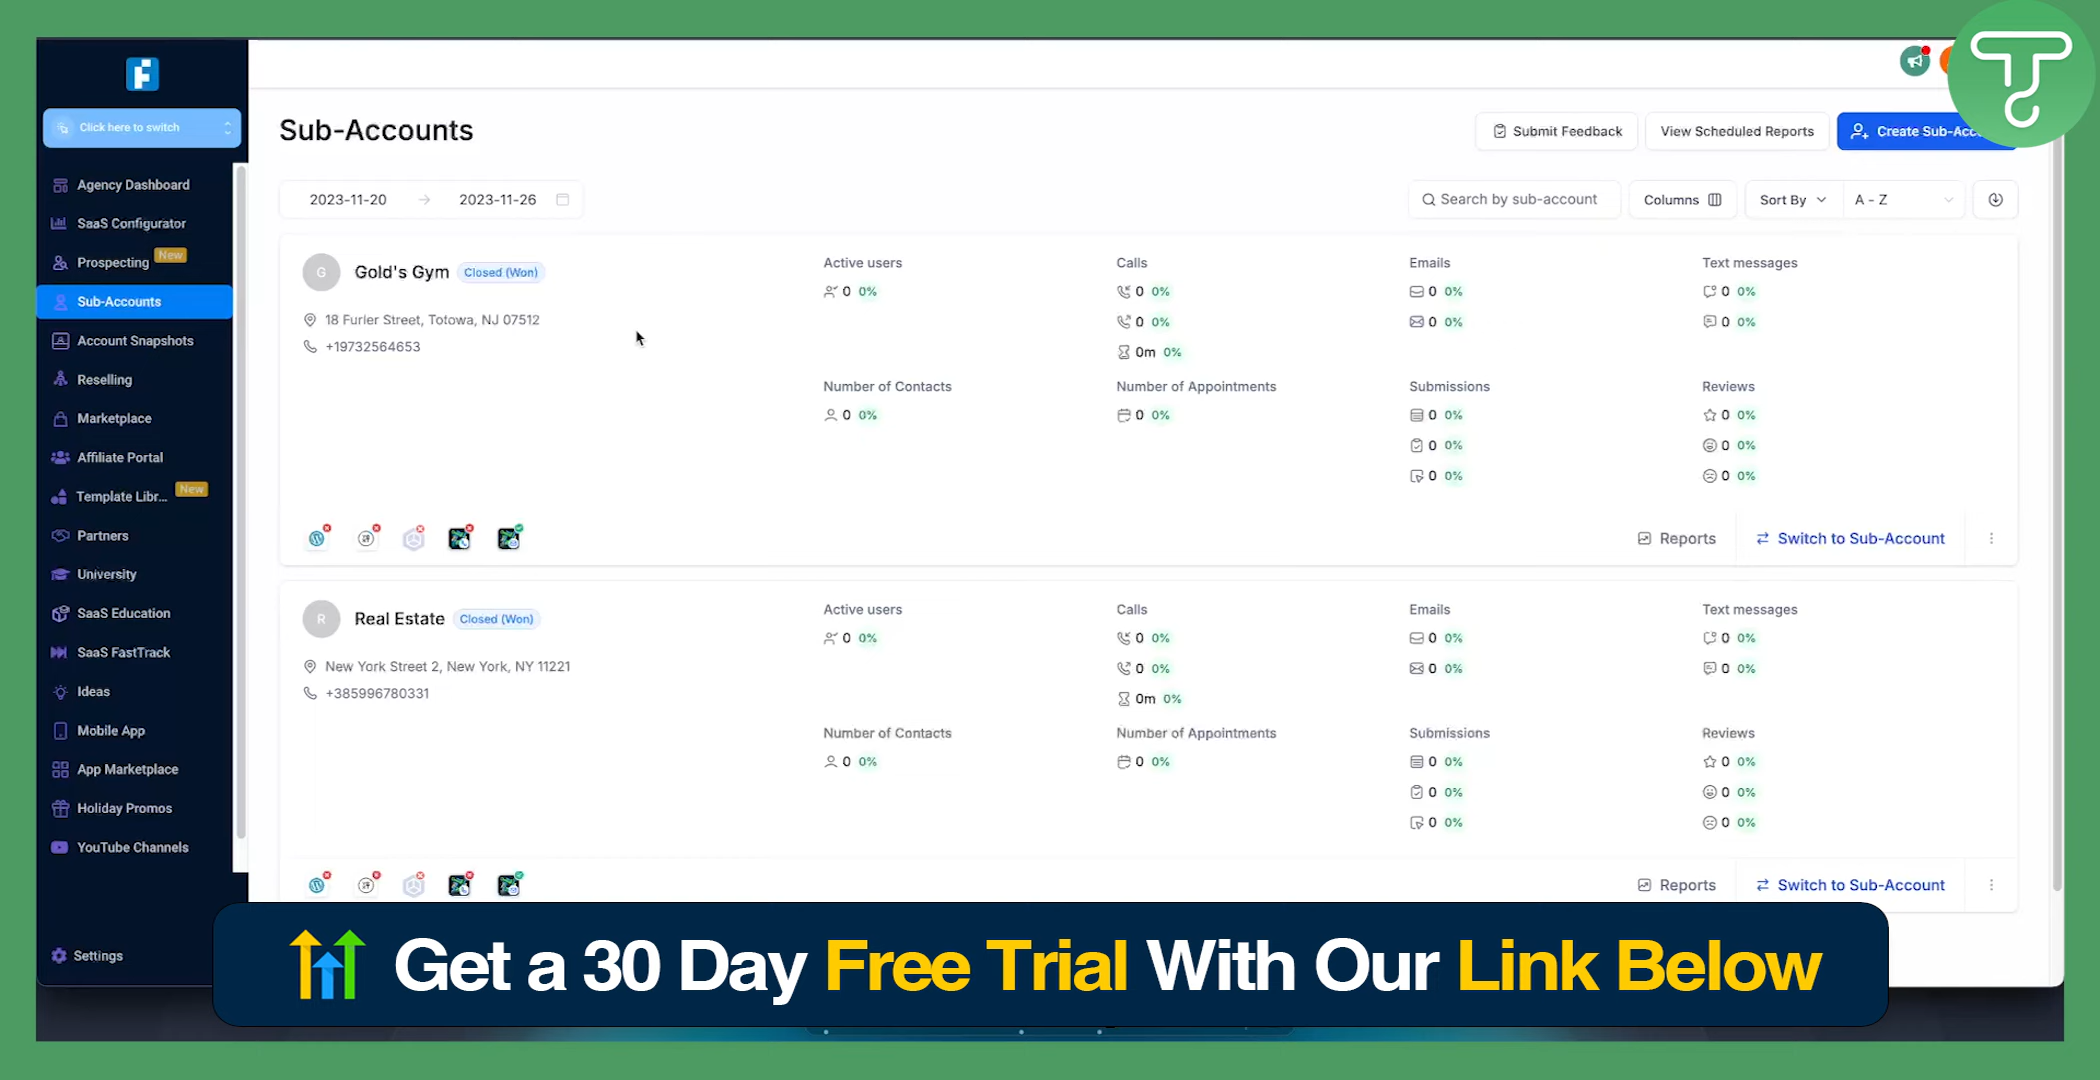 Click here to switch
Agency Dashboard
SaaS Configurator
Prospecting New
Sub-Accounts
Account Snapshots
Reselling
Marketplace
Affiliate Portal
Template Libr... New
Partners
University
SaaS Education
SaaS FastTrack
Ideas
Mobile App
App Marketplace
Holiday Promos
YouTube Channels
Settings
Sub-Accounts
Submit Feedback View Scheduled Reports Create Sub-Acc
2023-11-20 → 2023-11-26
Search by sub-account Columns Sort By A - Z
G Gold's Gym Closed (Won)
18 Furler Street, Totowa, NJ 07512
+19732564653
Active users Calls Emails Text messages
0 0% 0 0% 0 0% 0 0%
0 0% 0 0% 0 0%
0m 0%
Number of Contacts Number of Appointments Submissions Reviews
0 0% 0 0% 0 0% 0 0%
0 0% 0 0%
0 0% 0 0%
Reports Switch to Sub-Account
R Real Estate Closed (Won)
New York Street 2, New York, NY 11221
+385996780331
Active users Calls Emails Text messages
0 0% 0 0% 0 0% 0 0%
0 0% 0 0% 0 0%
0m 0%
Number of Contacts Number of Appointments Submissions Reviews
0 0% 0 0% 0 0% 0 0%
0 0% 0 0%
0 0% 0 0%
Reports Switch to Sub-Account
Get a 30 Day Free Trial With Our Link Below